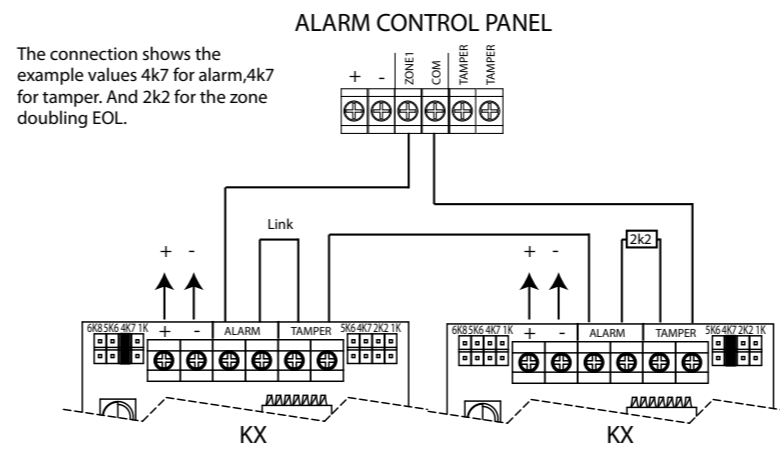 ALARM CONTROL PANEL
The connection shows the
example values 4k7 for alarm,4k7
for tamper. And 2k2 for the zone
doubling EOL.
+ - ZONE1 COM TAMPER TAMPER
Link
2k2
+ -
+ -
6K8 5K6 4K7 1K + - ALARM TAMPER 5K6 4K7 2K2 1K
6K8 5K6 4K7 1K + - ALARM TAMPER 5K6 4K7 2K2 1K
KX
KX